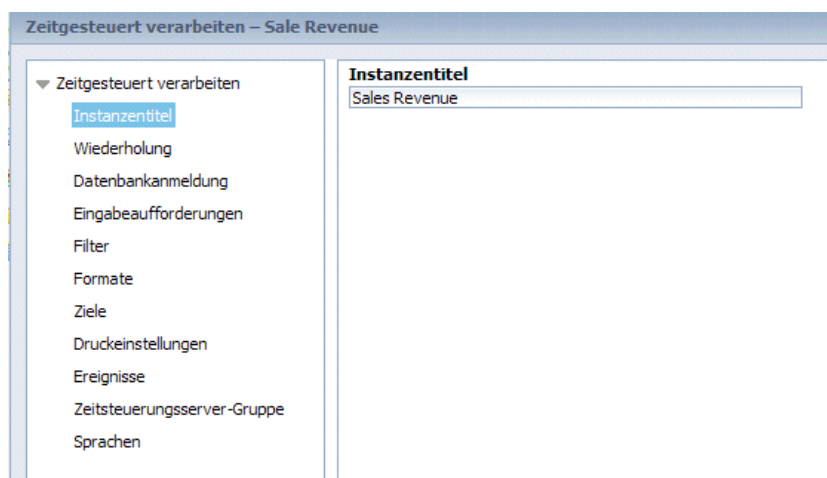 Zeitgesteuert verarbeiten – Sale Revenue
Zeitgesteuert verarbeiten
Instanzentitel
Wiederholung
Datenbankanmeldung
Eingabeaufforderungen
Filter
Formate
Ziele
Druckeinstellungen
Ereignisse
Zeitsteuerungsserver-Gruppe
Sprachen
Instanzentitel
Sales Revenue